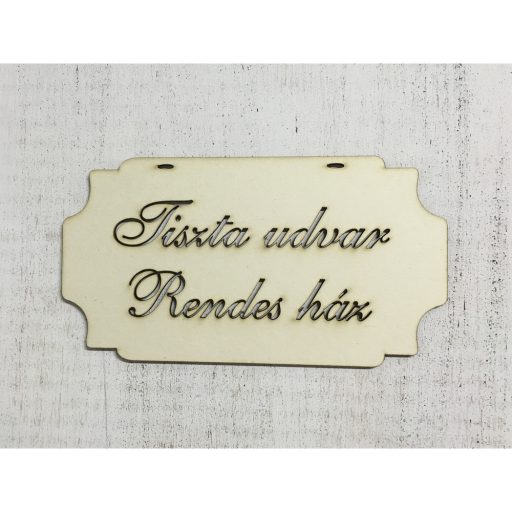 Tiszta udvar
Rendes ház